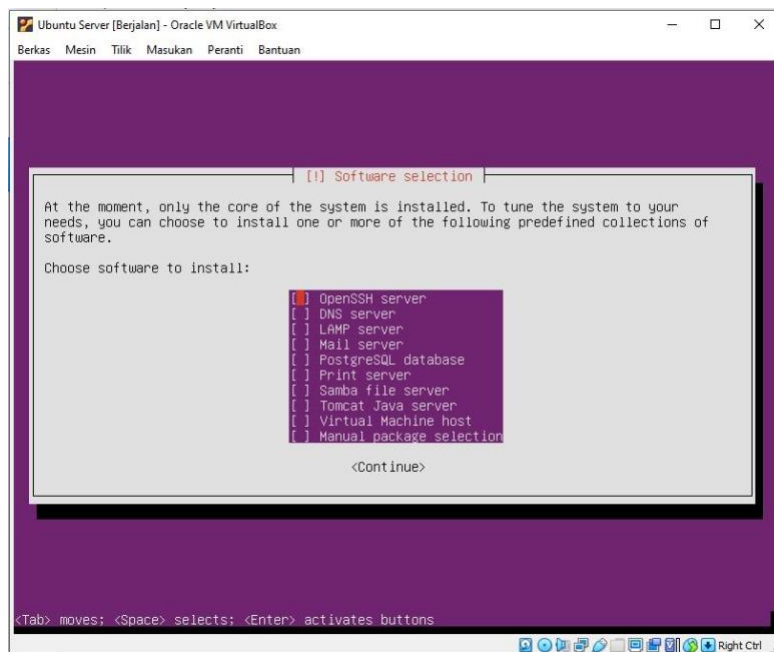 Ubuntu Server [Berjalan] - Oracle VM VirtualBox
Berkas Mesin Tilik Masukan Peranti Bantuan
[!] Software selection
At the moment, only the core of the system is installed. To tune the system to your
needs, you can choose to install one or more of the following predefined collections of
software.
Choose software to install:
[ ] OpenSSH server
[ ] DNS server
[ ] LAMP server
[ ] Mail server
[ ] PostgreSQL database
[ ] Print server
[ ] Samba file server
[ ] Tomcat Java server
[ ] Virtual Machine host
[ ] Manual package selection
<Continue>
<Tab> moves; <Space> selects; <Enter> activates buttons
Right Ctrl